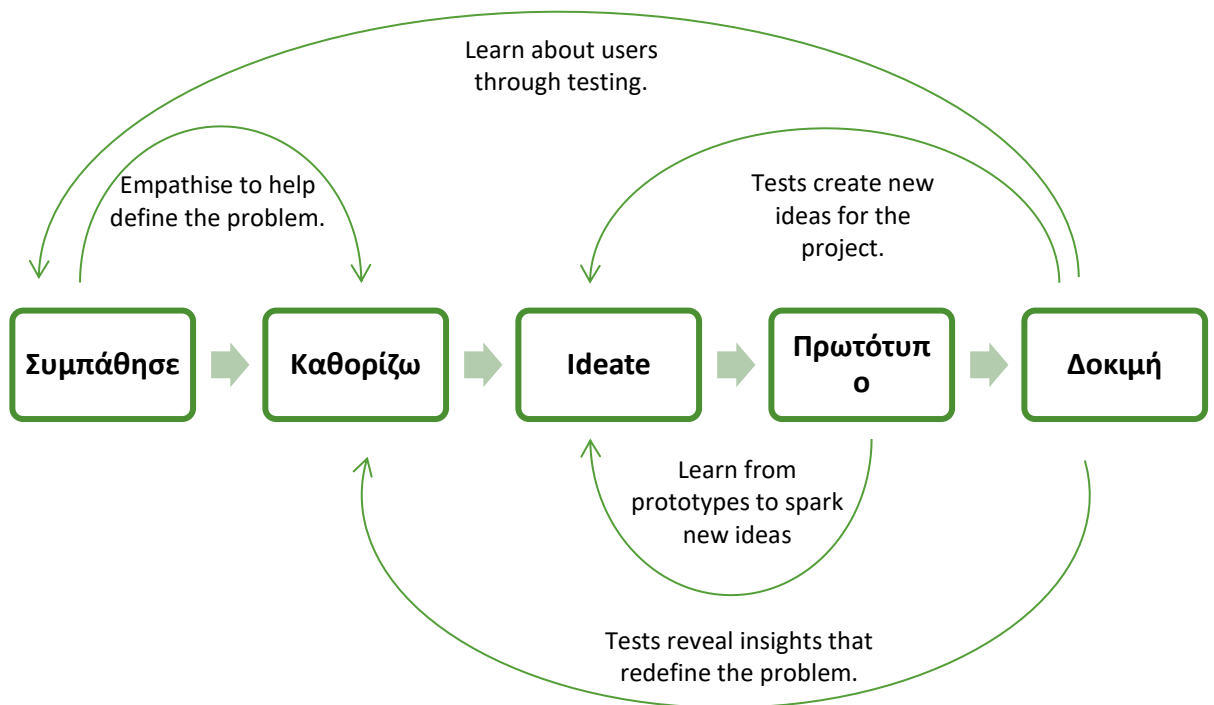 Learn about users
through testing.
Empathise to help
define the problem.
Tests create new
ideas for the
project.
Συμπάθησε
Καθορίζω
Ideate
Πρωτότυπ
ο
Δοκιμή
Learn from
prototypes to spark
new ideas
Tests reveal insights that
redefine the problem.